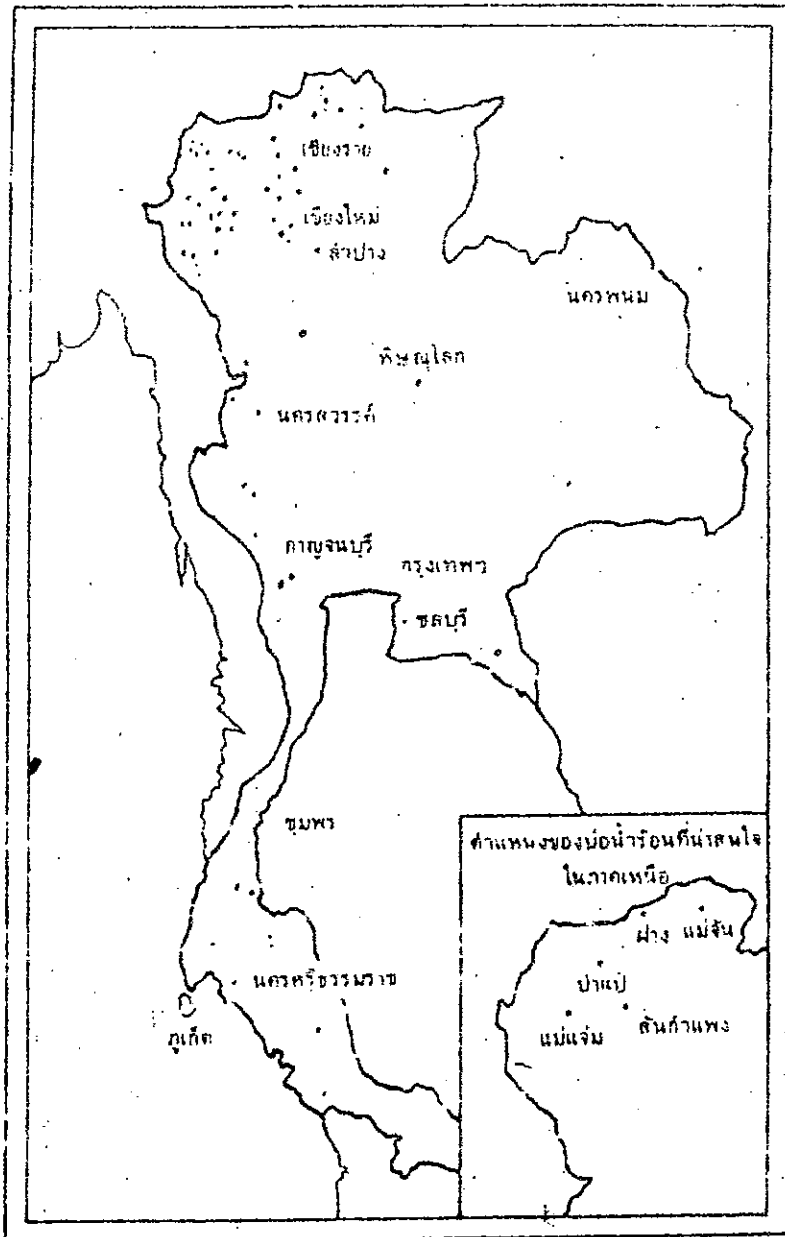 เชียงราย
เชียงใหม่
ลำปาง
นครพนม
พิษณุโลก
นครสวรรค์
กาญจนบุรี
กรุงเทพฯ
ชลบุรี
ชุมพร
นครศรีธรรมราช
ภูเก็ต
ตำแหน่งของบ่อน้ำร้อนที่น่าสนใจ
ในภาคเหนือ
ฝาง แม่จัน
ป่าแป๋
แม่แจ่ม สันกำแพง